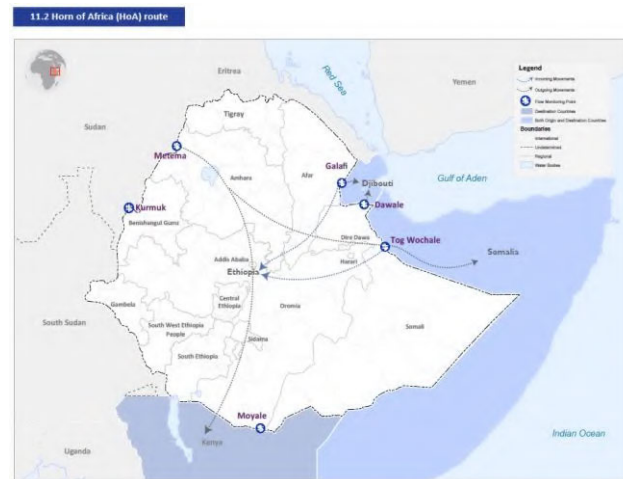 11.2 Horn of Africa (HoA) route
Eritrea
Red Sea
Yemen
Legend
Incoming Movements
Outgoing Movements
Flow Monitoring Point
Destination Countries
Both Origin and Destination Countries
Boundaries
International
Undetermined
Regional
Water Bodies
Sudan
Tigray
Metema
Galafi
Amhara
Afar
Djibouti
Gulf of Aden
Kurmuk
Dawale
Benishangul Gumz
Dire Dawa
Tog Wochale
Somalia
Addis Ababa
Harari
Ethiopia
Gambela
Central
Ethiopia
Oromia
South Sudan
South West Ethiopia
People
Somali
Sidama
South Ethiopia
Moyale
Kenya
Indian Ocean
Uganda